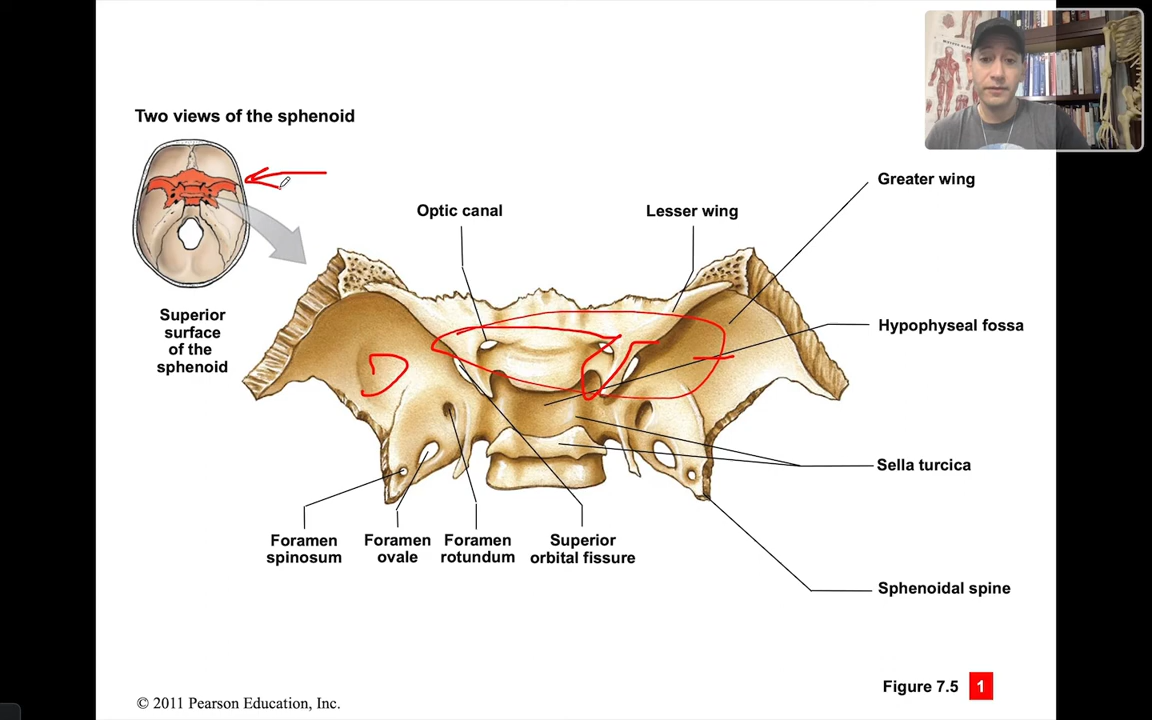 Two views of the sphenoid
Greater wing
Optic canal
Lesser wing
Superior
surface
of the
sphenoid
Hypophyseal fossa
Sella turcica
Foramen
spinosum
Foramen
ovale
Foramen
rotundum
Superior
orbital fissure
Sphenoidal spine
Figure 7.5 1
© 2011 Pearson Education, Inc.